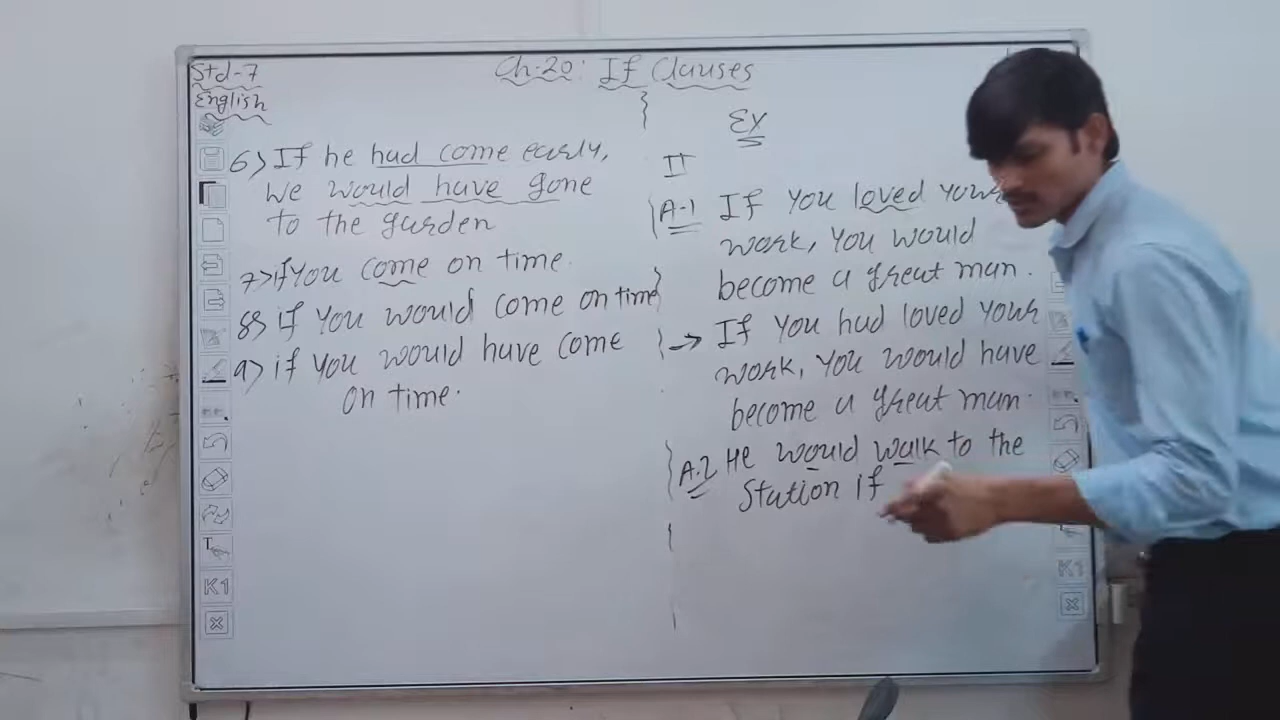 Std-7
English
Ch-20: If Clauses
6> If he had come early,
we would have gone
to the garden
7> if you come on time.
8> if you would come on time
9> if you would have come
on time.
Ex
II
A-1 If you loved your
work, you would
become a great man.
→ If you had loved your
work, you would have
become a great man.
A-2 He would walk to the
station if
T
K1
T
K1